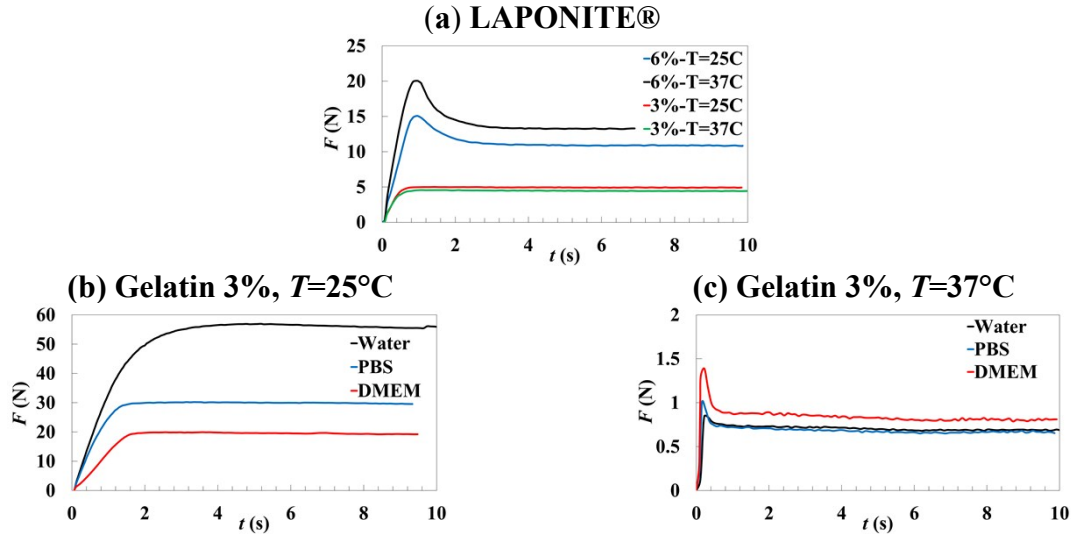 (a) LAPONITE®
25
20
15
10
5
0
F (N)
6%-T=25C
6%-T=37C
3%-T=25C
3%-T=37C
0 2 4 6 8 10
t (s)
(b) Gelatin 3%, T=25°C
60
50
40
30
20
10
0
F (N)
Water
PBS
DMEM
0 2 4 6 8 10
t (s)
(c) Gelatin 3%, T=37°C
2
1.5
1
0.5
0
F (N)
Water
PBS
DMEM
0 2 4 6 8 10
t (s)